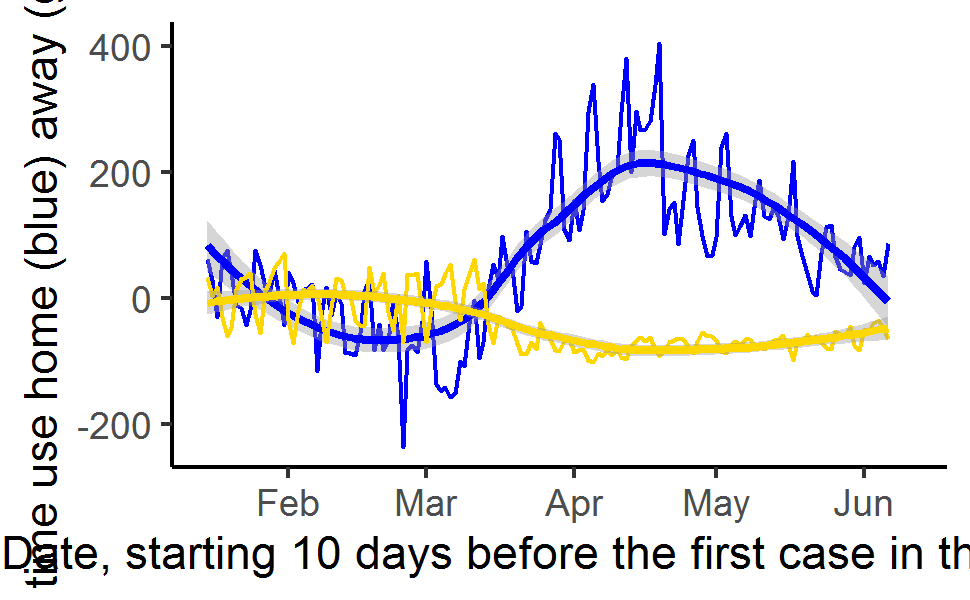 time use home (blue) away (
400
200
0
-200
Feb Mar Apr May Jun
Date, starting 10 days before the first case in th